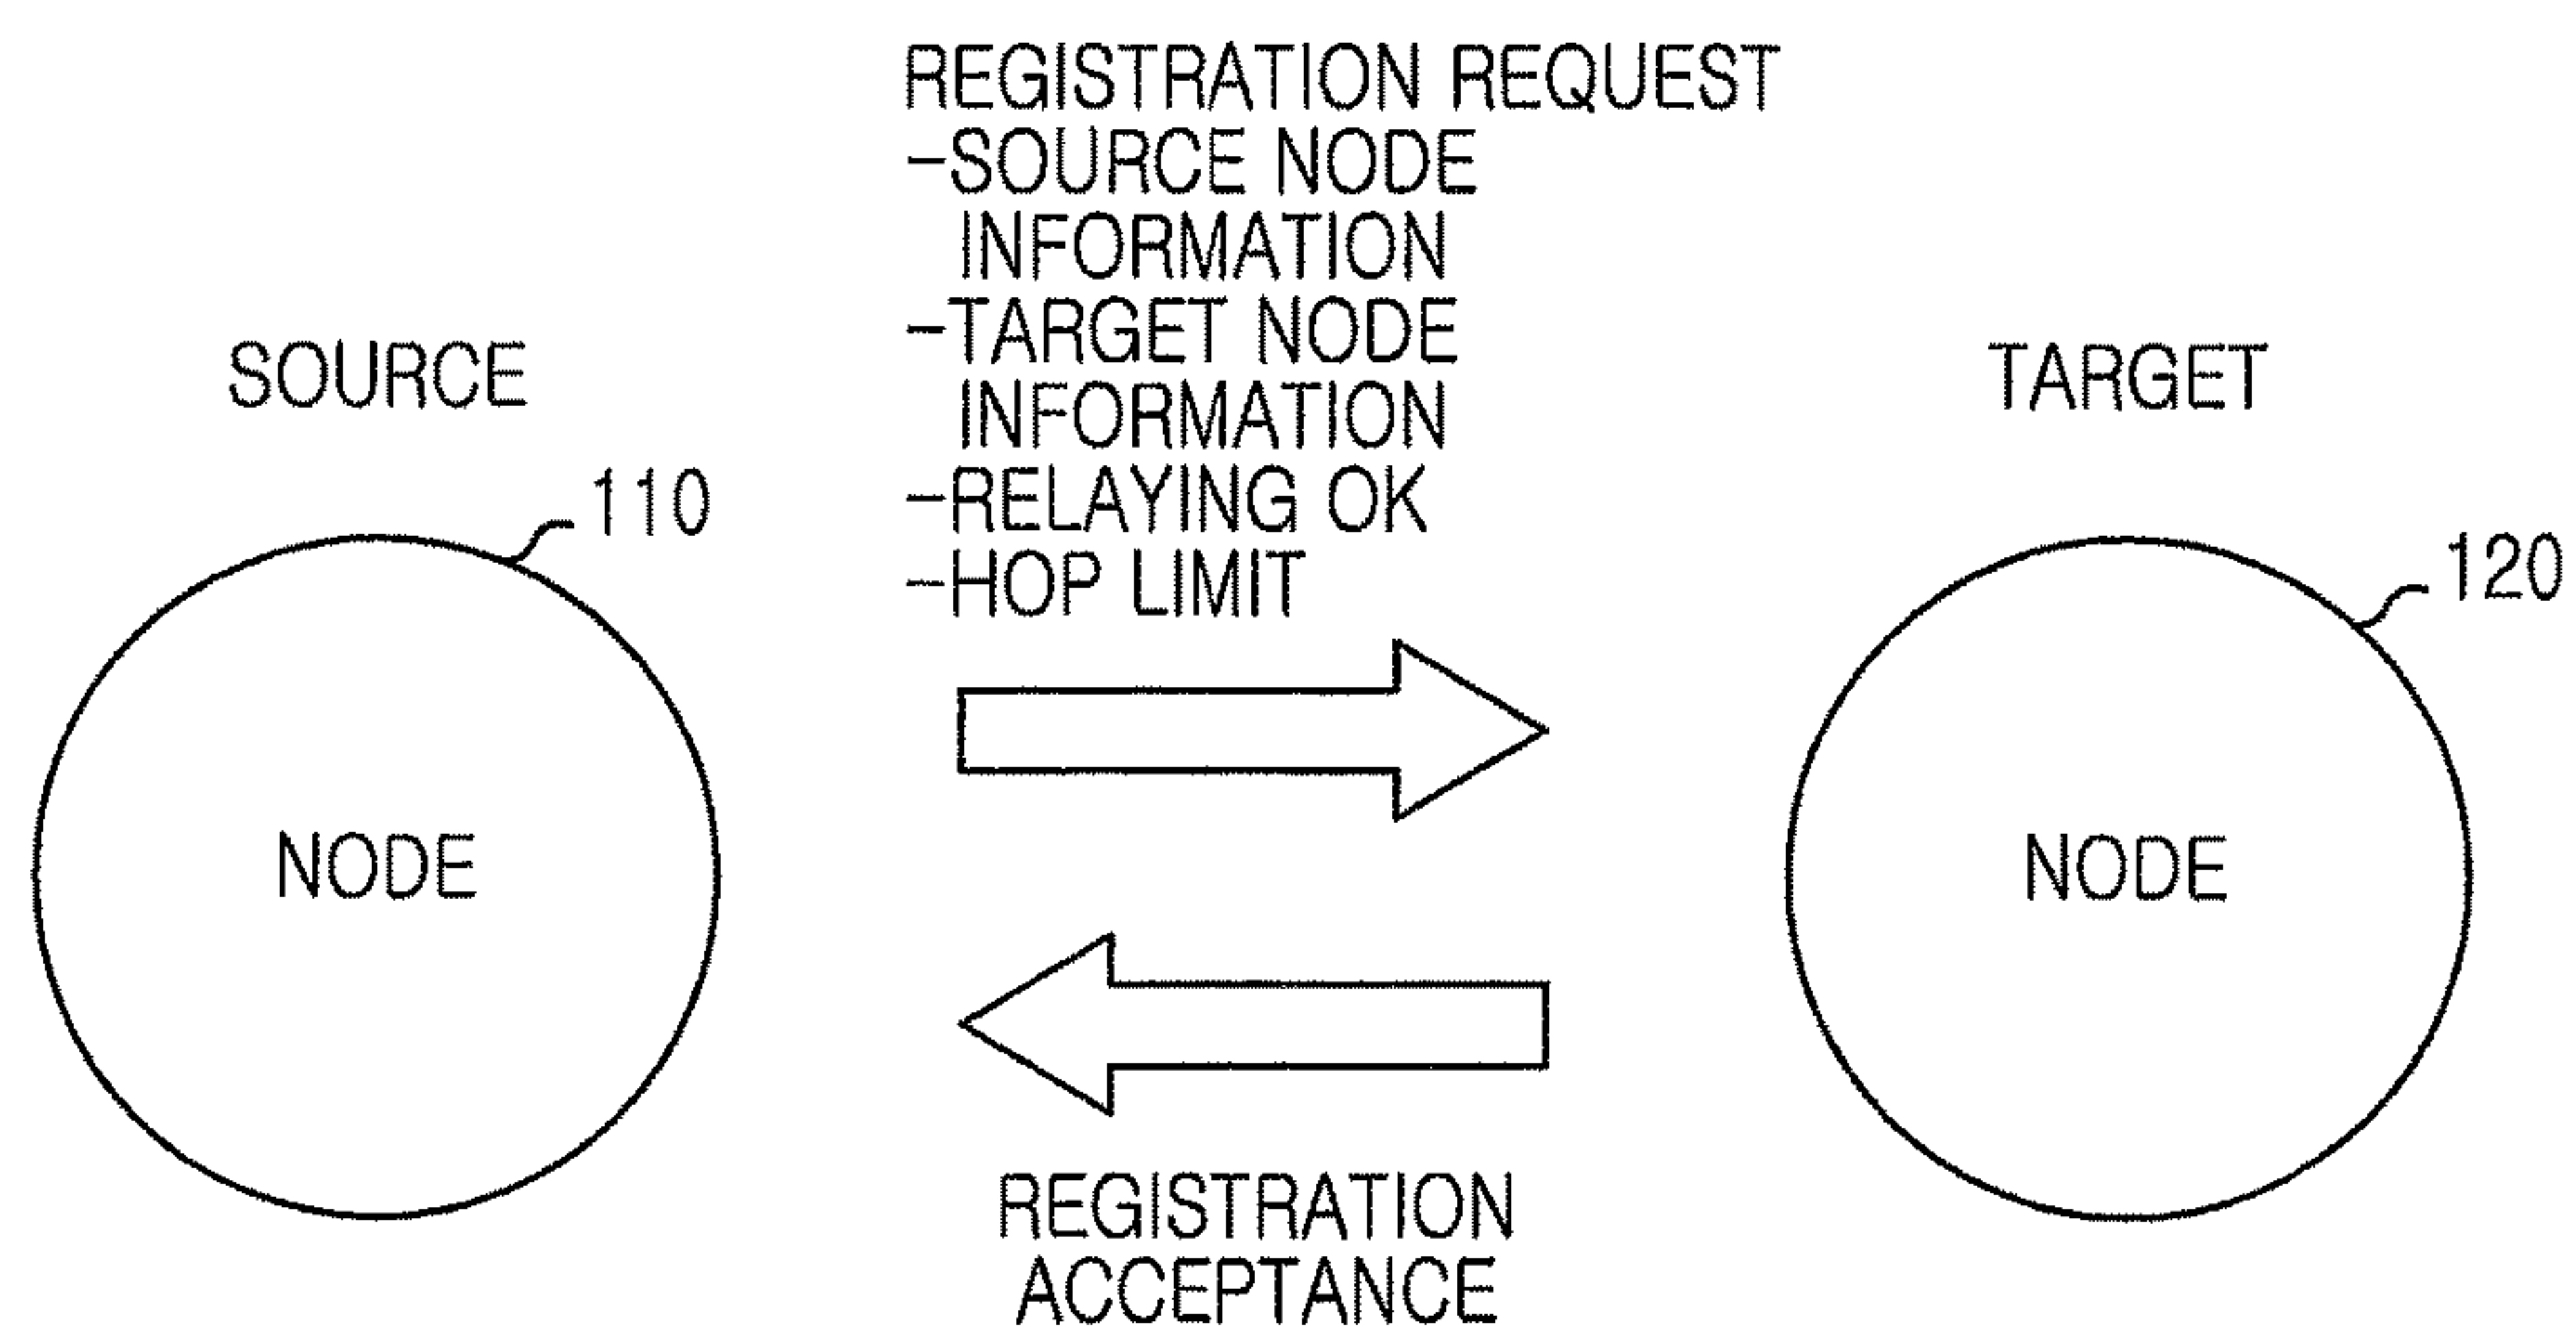 REGISTRATION REQUEST
-SOURCE NODE
INFORMATION
-TARGET NODE
INFORMATION
-RELAYING OK
-HOP LIMIT
SOURCE
110
NODE
TARGET
120
NODE
REGISTRATION
ACCEPTANCE